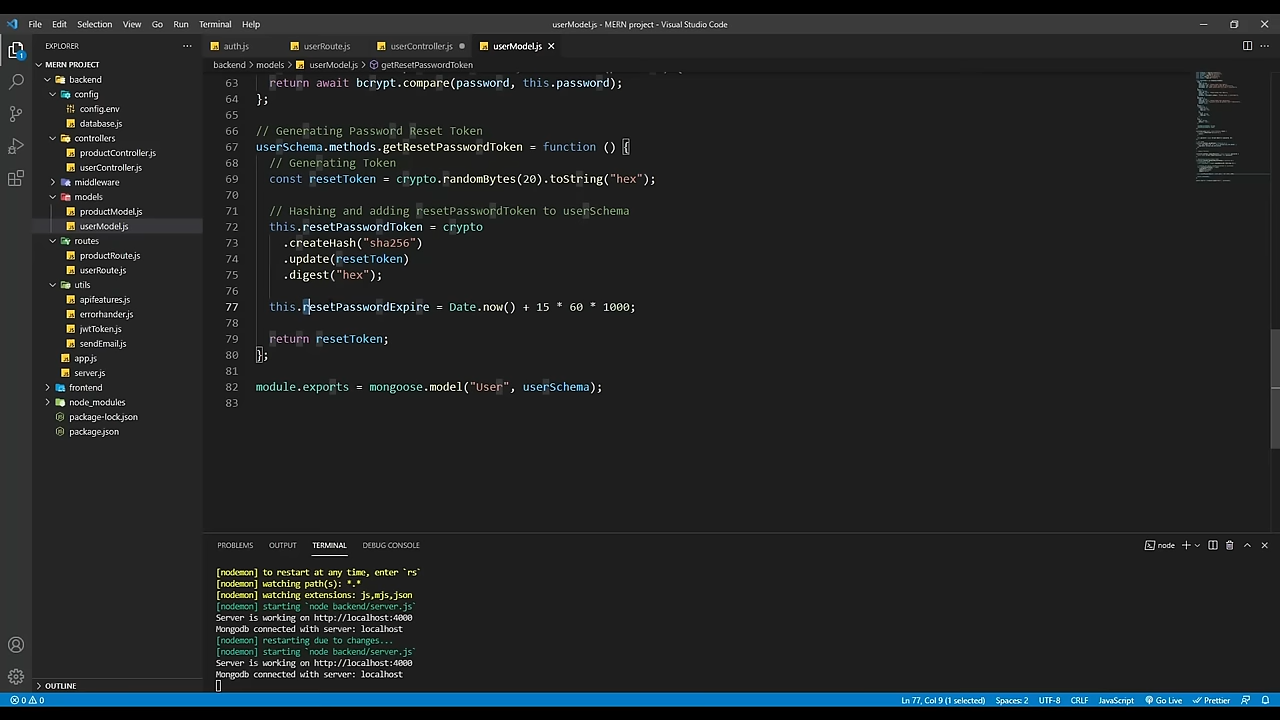 File Edit Selection View Go Run Terminal Help
userModel.js - MERN project - Visual Studio Code
EXPLORER
MERN PROJECT
backend
config
config.env
database.js
controllers
productController.js
userController.js
middleware
models
productModel.js
userModel.js
routes
productRoute.js
userRoute.js
utils
apifeatures.js
errorhander.js
jwtToken.js
sendEmail.js
app.js
server.js
frontend
node_modules
package-lock.json
package.json
OUTLINE
auth.js userRoute.js userController.js userModel.js
backend > models > userModel.js > getResetPasswordToken
63 return await bcrypt.compare(password, this.password);
64 };
65
66 // Generating Password Reset Token
67 userSchema.methods.getResetPasswordToken = function () {
68 // Generating Token
69 const resetToken = crypto.randomBytes(20).toString("hex");
70
71 // Hashing and adding resetPasswordToken to userSchema
72 this.resetPasswordToken = crypto
73 .createHash("sha256")
74 .update(resetToken)
75 .digest("hex");
76
77 this.resetPasswordExpire = Date.now() + 15 * 60 * 1000;
78
79 return resetToken;
80 };
81
82 module.exports = mongoose.model("User", userSchema);
83
PROBLEMS OUTPUT TERMINAL DEBUG CONSOLE
node
[nodemon] to restart at any time, enter `rs`
[nodemon] watching path(s): *.*
[nodemon] watching extensions: js,mjs,json
[nodemon] starting `node backend/server.js`
Server is working on http://localhost:4000
Mongodb connected with server: localhost
[nodemon] restarting due to changes...
[nodemon] starting `node backend/server.js`
Server is working on http://localhost:4000
Mongodb connected with server: localhost
0 0
Ln 77, Col 9 (1 selected) Spaces: 2 UTF-8 CRLF JavaScript Go Live Prettier